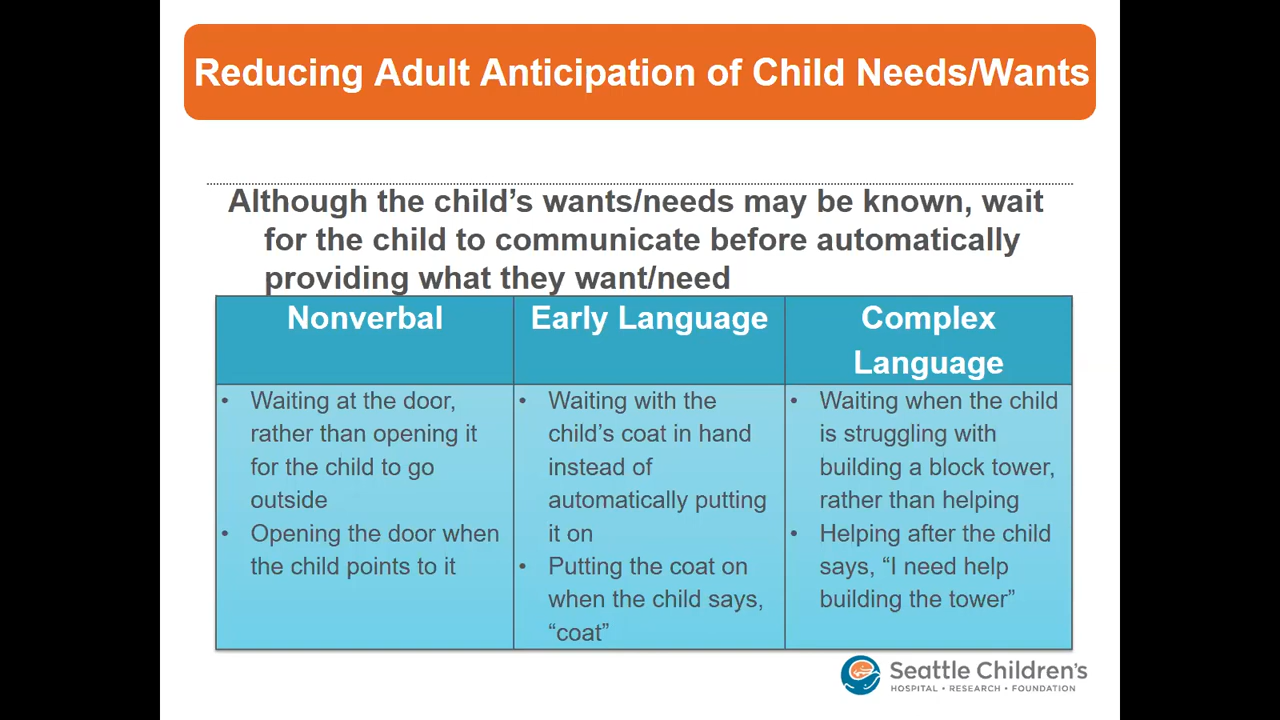 Reducing Adult Anticipation of Child Needs/Wants
Although the child’s wants/needs may be known, wait
for the child to communicate before automatically
providing what they want/need
Nonverbal
Early Language
Complex
Language
• Waiting at the door,
rather than opening it
for the child to go
outside
• Opening the door when
the child points to it
• Waiting with the
child’s coat in hand
instead of
automatically putting
it on
• Putting the coat on
when the child says,
“coat”
• Waiting when the child
is struggling with
building a block tower,
rather than helping
• Helping after the child
says, “I need help
building the tower”
Seattle Children’s
HOSPITAL • RESEARCH • FOUNDATION